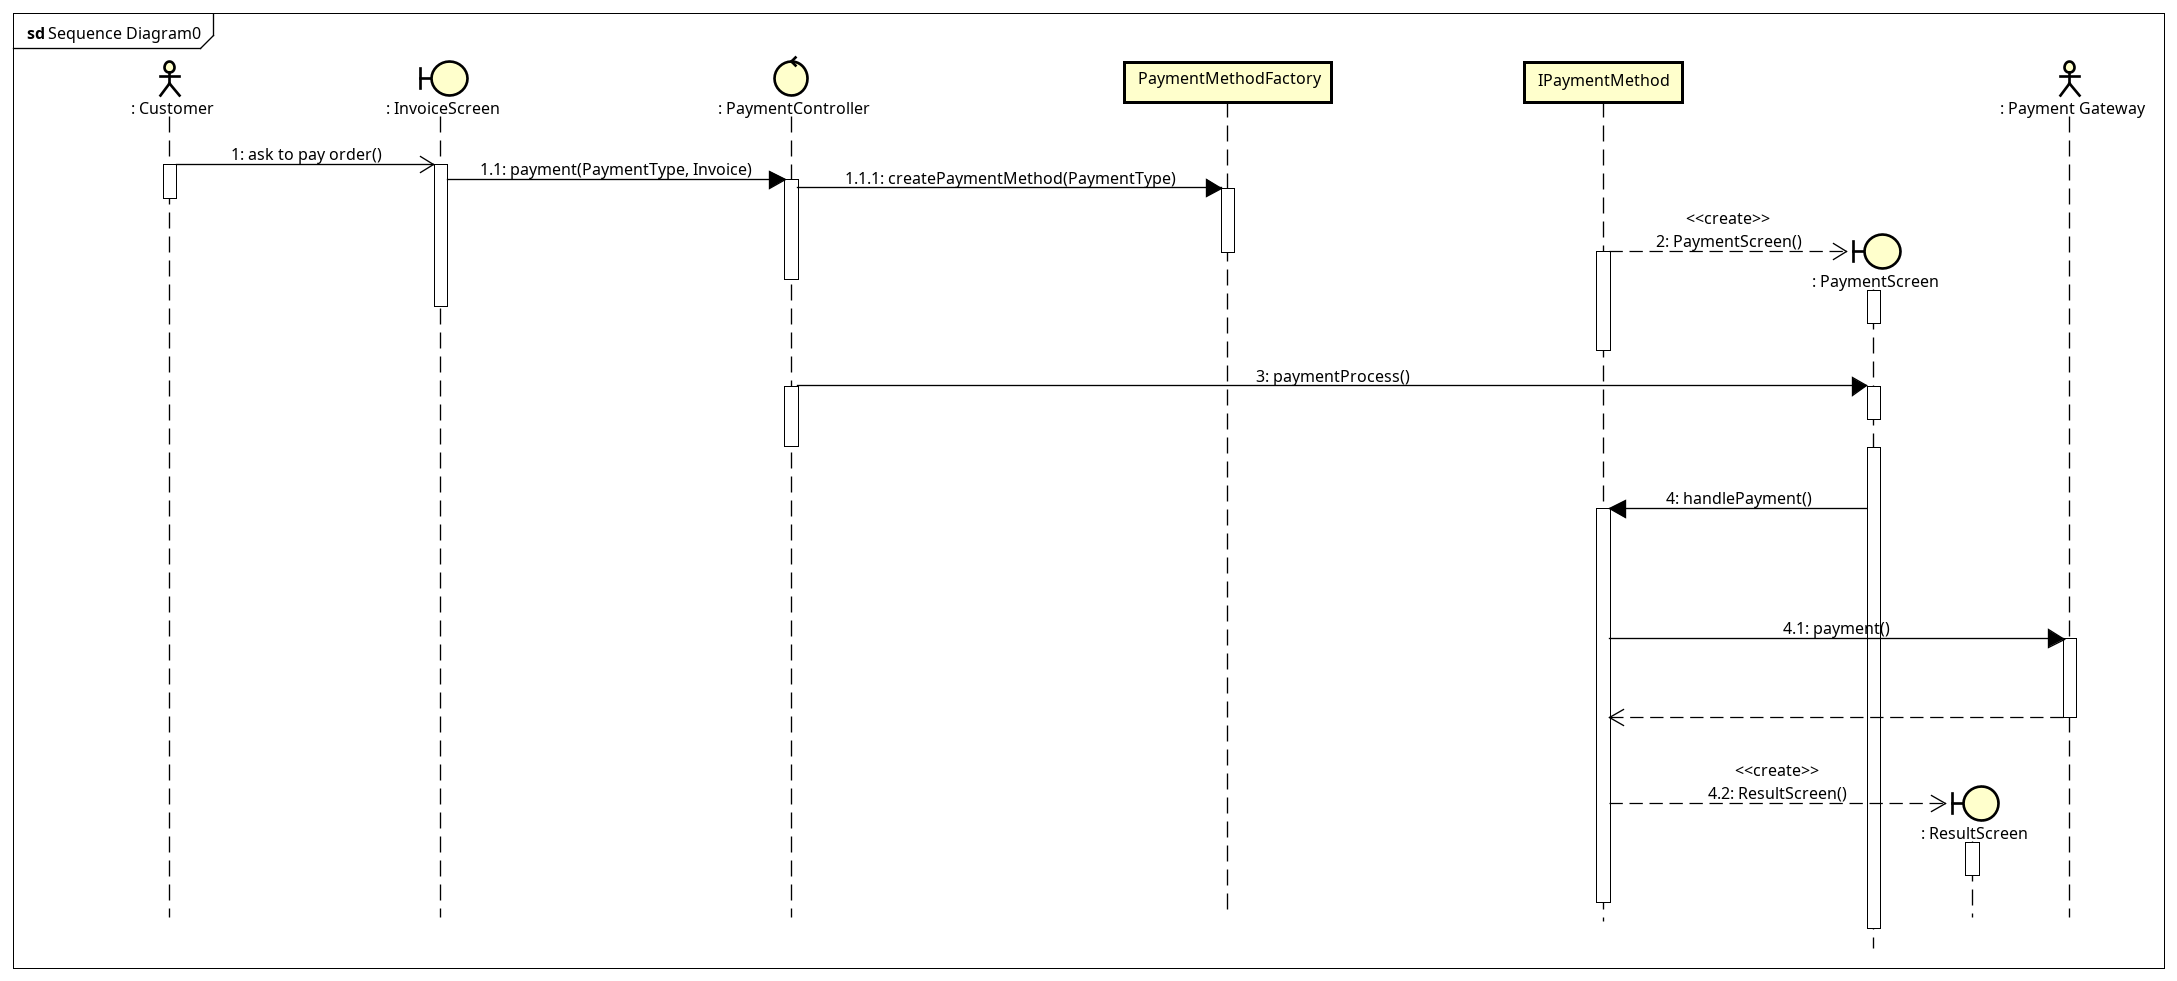 sd Sequence Diagram0
: Customer
: InvoiceScreen
: PaymentController
PaymentMethodFactory
IPaymentMethod
: Payment Gateway
1: ask to pay order()
1.1: payment(PaymentType, Invoice)
1.1.1: createPaymentMethod(PaymentType)
<<create>>
2: PaymentScreen()
: PaymentScreen
3: paymentProcess()
4: handlePayment()
4.1: payment()
<<create>>
4.2: ResultScreen()
: ResultScreen